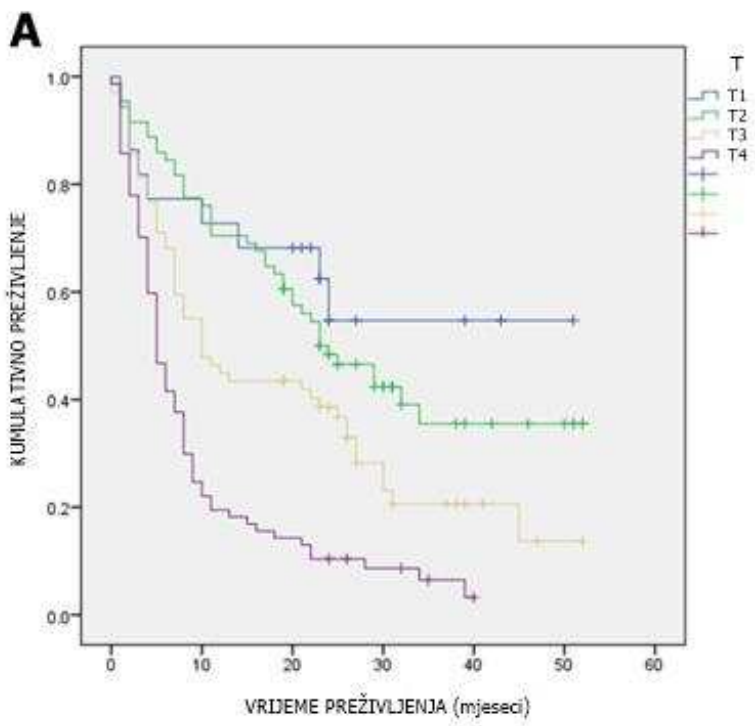 A
T
T1
T2
T3
T4
KUMULATIVNO PREŽIVLJENJE
1.0
0.8
0.6
0.4
0.2
0.0
0 10 20 30 40 50 60
VRIJEME PREŽIVLJENJA (mjeseci)